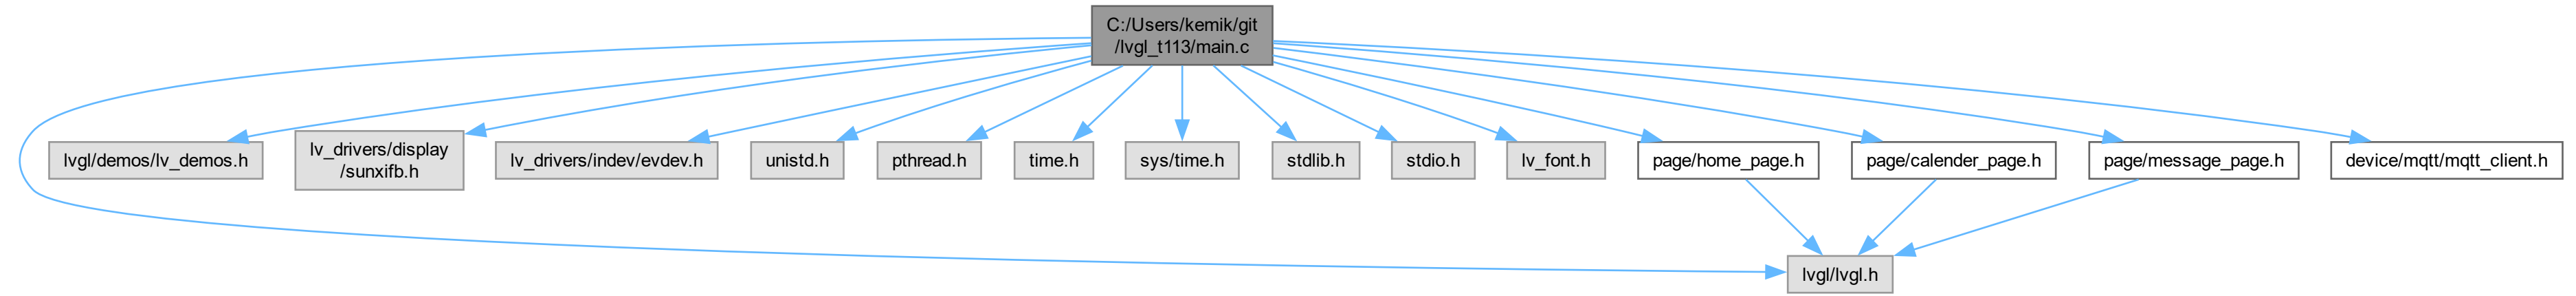 C:/Users/kemik/git
/lvgl_t113/main.c
lvgl/demos/lv_demos.h
lv_drivers/display
/sunxifb.h
lv_drivers/indev/evdev.h
unistd.h
pthread.h
time.h
sys/time.h
stdlib.h
stdio.h
lv_font.h
page/home_page.h
page/calender_page.h
page/message_page.h
device/mqtt/mqtt_client.h
lvgl/lvgl.h